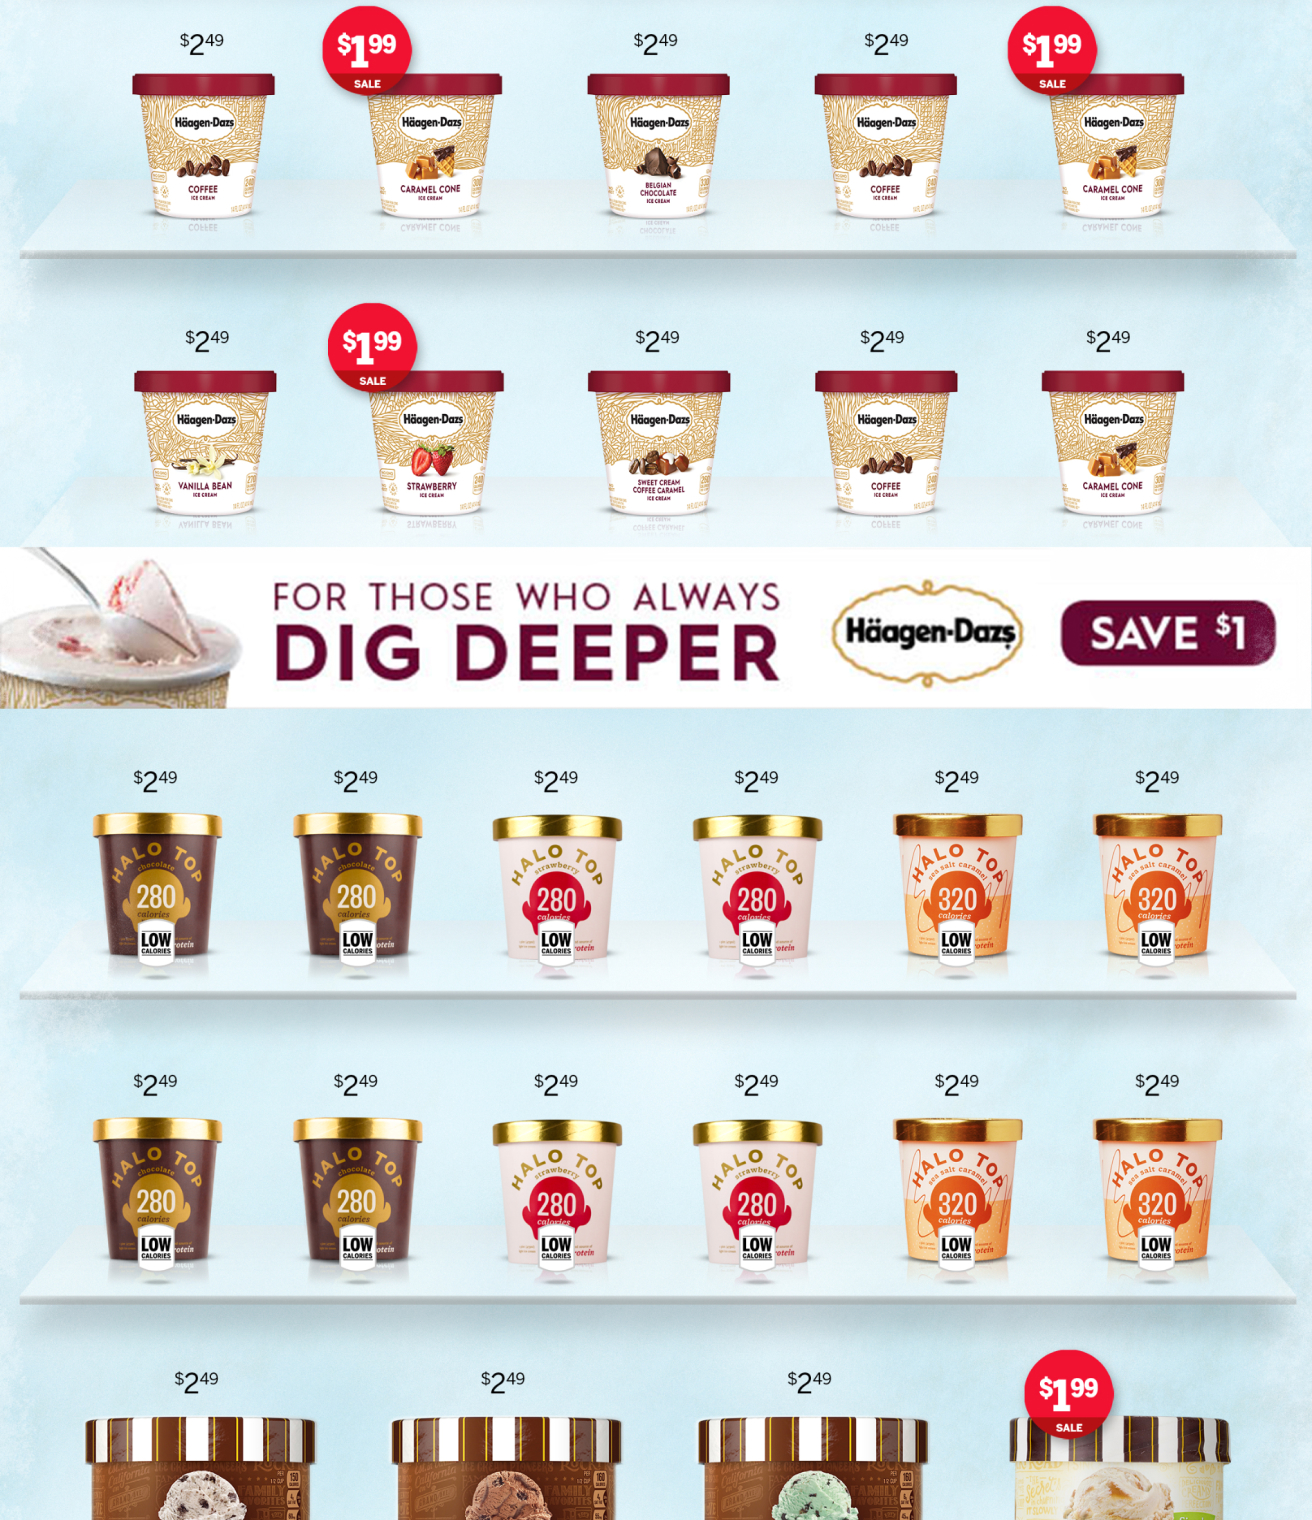 $2.49
$1.99
SALE
$2.49
$2.49
$1.99
SALE
Häagen-Dazs
COFFEE
ICE CREAM
Häagen-Dazs
CARAMEL CONE
ICE CREAM
Häagen-Dazs
BELGIAN
CHOCOLATE
ICE CREAM
Häagen-Dazs
COFFEE
ICE CREAM
Häagen-Dazs
CARAMEL CONE
ICE CREAM
$2.49
$1.99
SALE
$2.49
$2.49
$2.49
Häagen-Dazs
VANILLA BEAN
ICE CREAM
Häagen-Dazs
STRAWBERRY
ICE CREAM
Häagen-Dazs
SWEET CREAM
COFFEE CARAMEL
ICE CREAM
Häagen-Dazs
COFFEE
ICE CREAM
Häagen-Dazs
CARAMEL CONE
ICE CREAM
FOR THOSE WHO ALWAYS
DIG DEEPER
Häagen-Dazs
SAVE $1
$2.49
$2.49
$2.49
$2.49
$2.49
$2.49
HALO TOP
chocolate
280
calories
LOW
CALORIES
HALO TOP
chocolate
280
calories
LOW
CALORIES
HALO TOP
strawberry
280
calories
LOW
CALORIES
HALO TOP
strawberry
280
calories
LOW
CALORIES
HALO TOP
sea salt caramel
320
calories
LOW
CALORIES
HALO TOP
sea salt caramel
320
calories
LOW
CALORIES
$2.49
$2.49
$2.49
$2.49
$2.49
$2.49
HALO TOP
chocolate
280
calories
LOW
CALORIES
HALO TOP
chocolate
280
calories
LOW
CALORIES
HALO TOP
strawberry
280
calories
LOW
CALORIES
HALO TOP
strawberry
280
calories
LOW
CALORIES
HALO TOP
sea salt caramel
320
calories
LOW
CALORIES
HALO TOP
sea salt caramel
320
calories
LOW
CALORIES
$2.49
$2.49
$2.49
$1.99
SALE
150
160
160